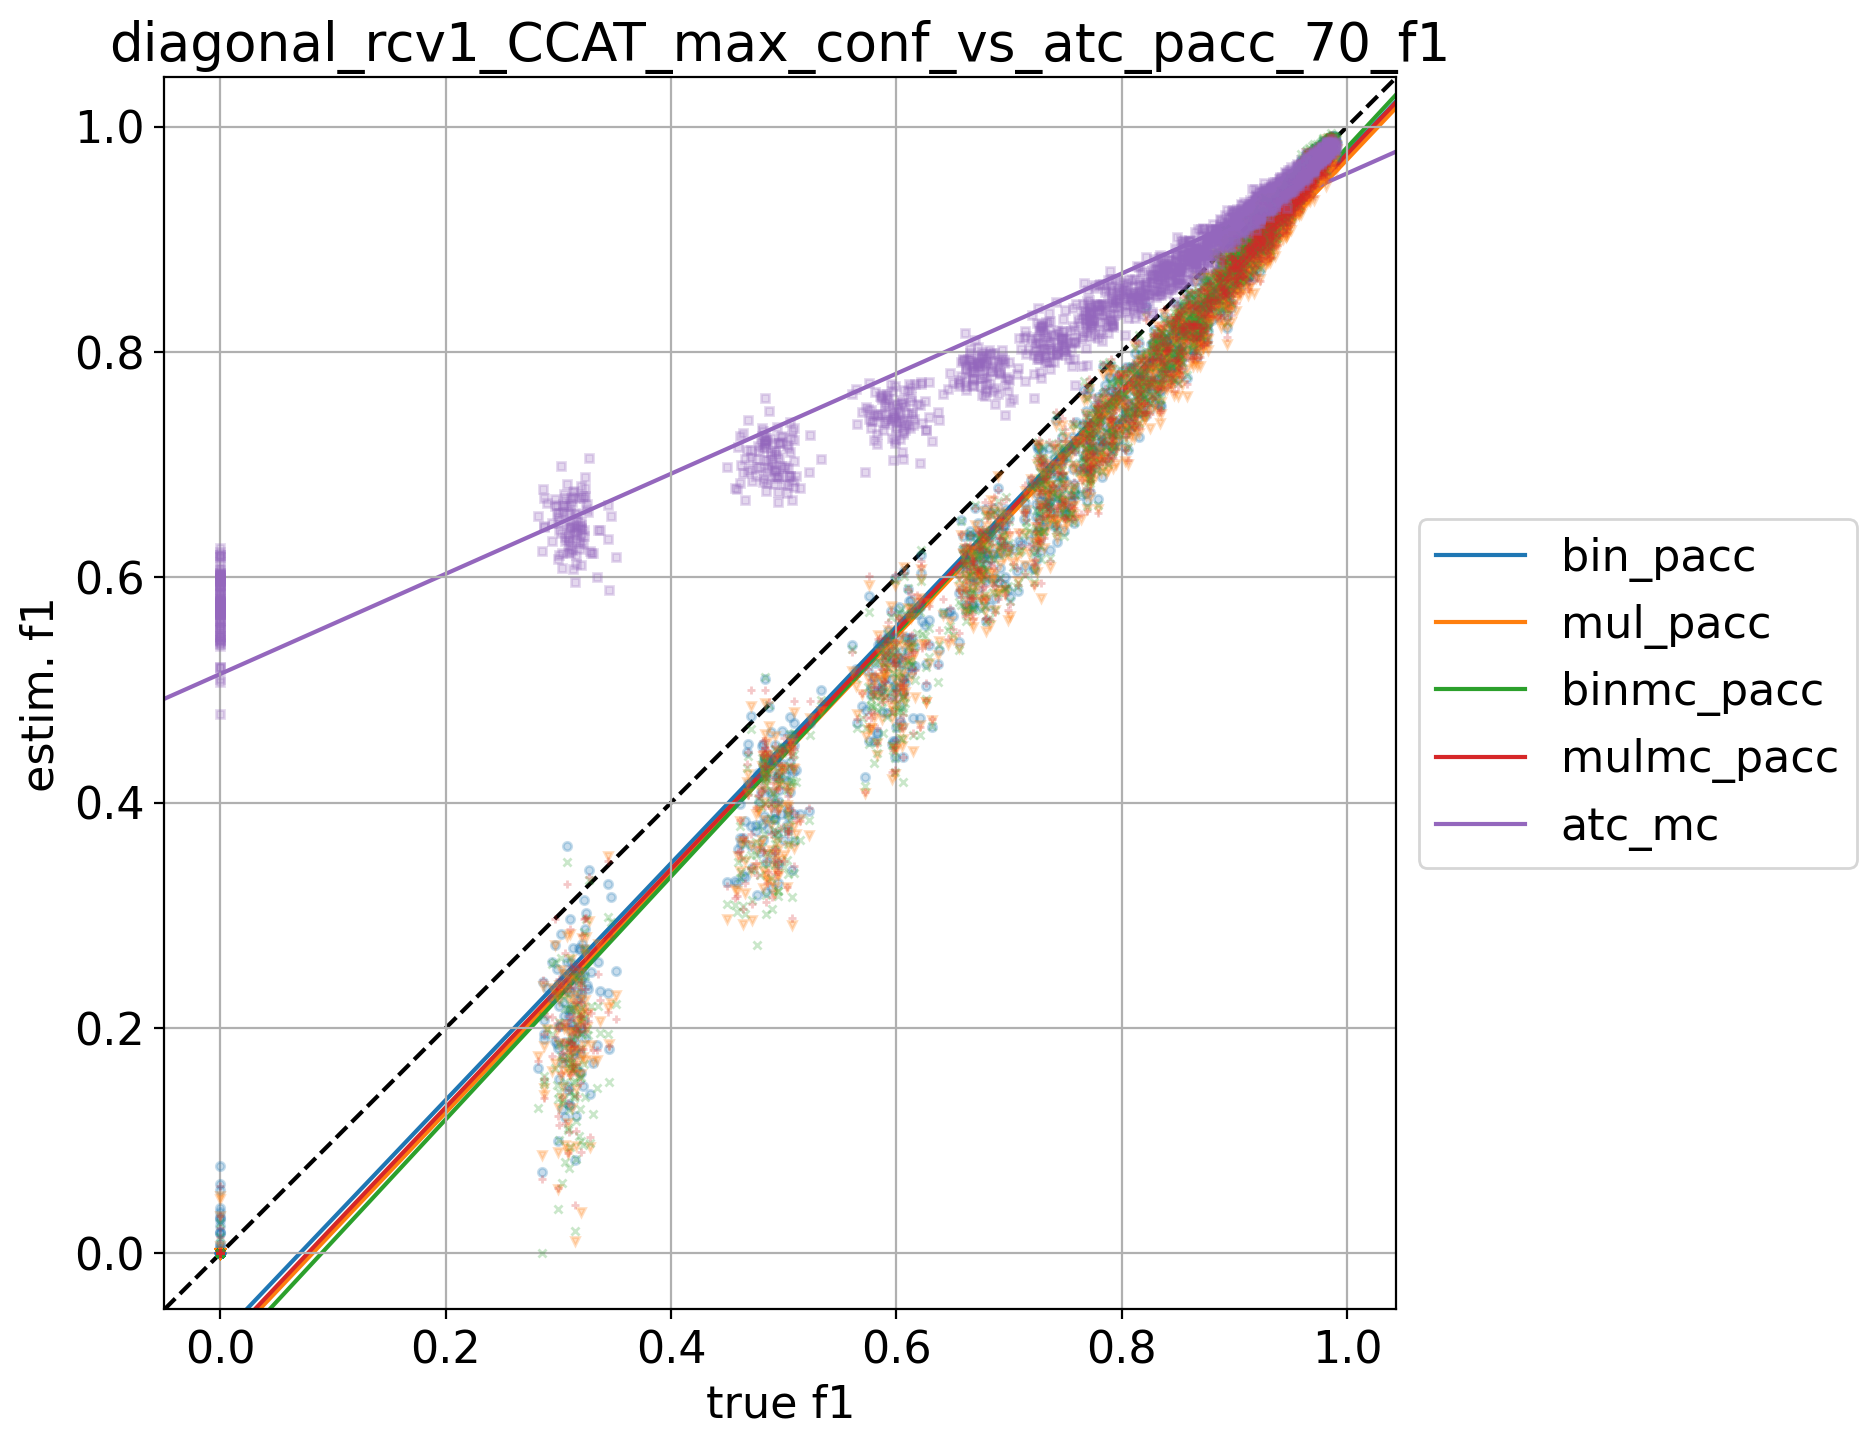 diagonal_rcv1_CCAT_max_conf_vs_atc_pacc_70_f1
1.0
0.8
0.6
0.4
0.2
0.0
estim. f1
0.0 0.2 0.4 0.6 0.8 1.0
true f1
bin_pacc
mul_pacc
binmc_pacc
mulmc_pacc
atc_mc